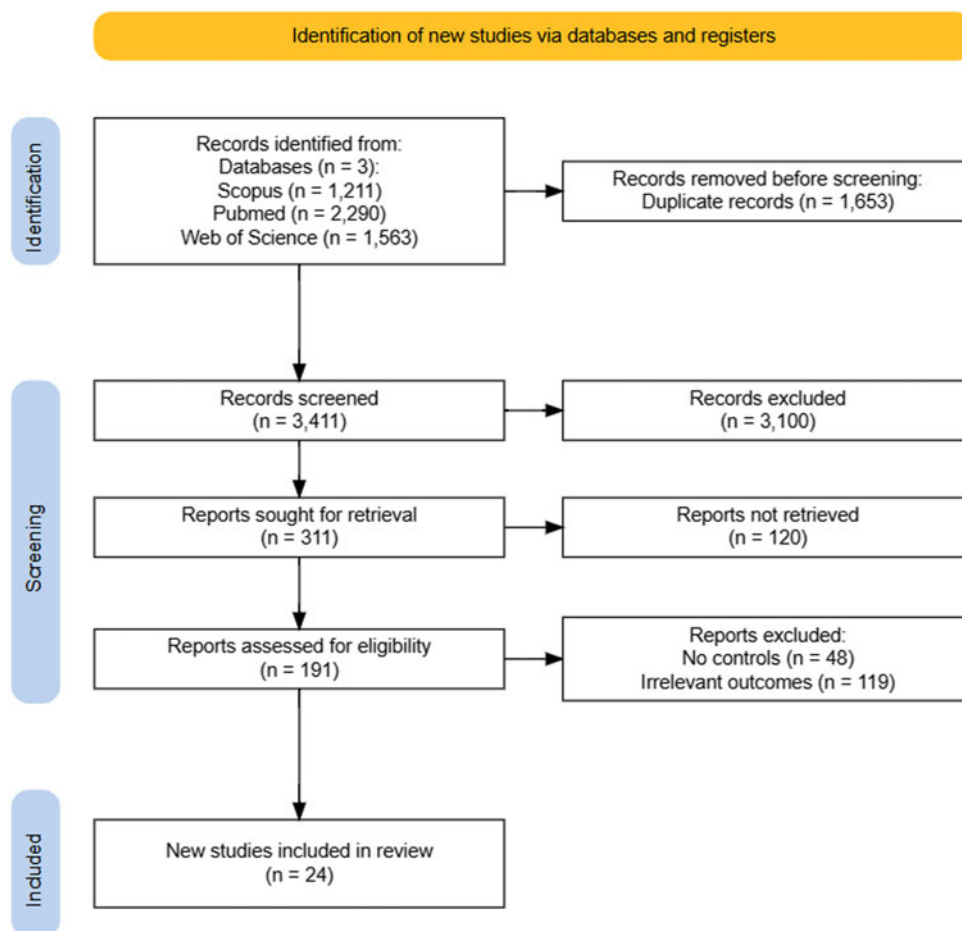 Identification of new studies via databases and registers
Identification
Records identified from:
Databases (n = 3):
Scopus (n = 1,211)
Pubmed (n = 2,290)
Web of Science (n = 1,563)
Records removed before screening:
Duplicate records (n = 1,653)
Screening
Records screened
(n = 3,411)
Records excluded
(n = 3,100)
Reports sought for retrieval
(n = 311)
Reports not retrieved
(n = 120)
Reports assessed for eligibility
(n = 191)
Reports excluded:
No controls (n = 48)
Irrelevant outcomes (n = 119)
Included
New studies included in review
(n = 24)